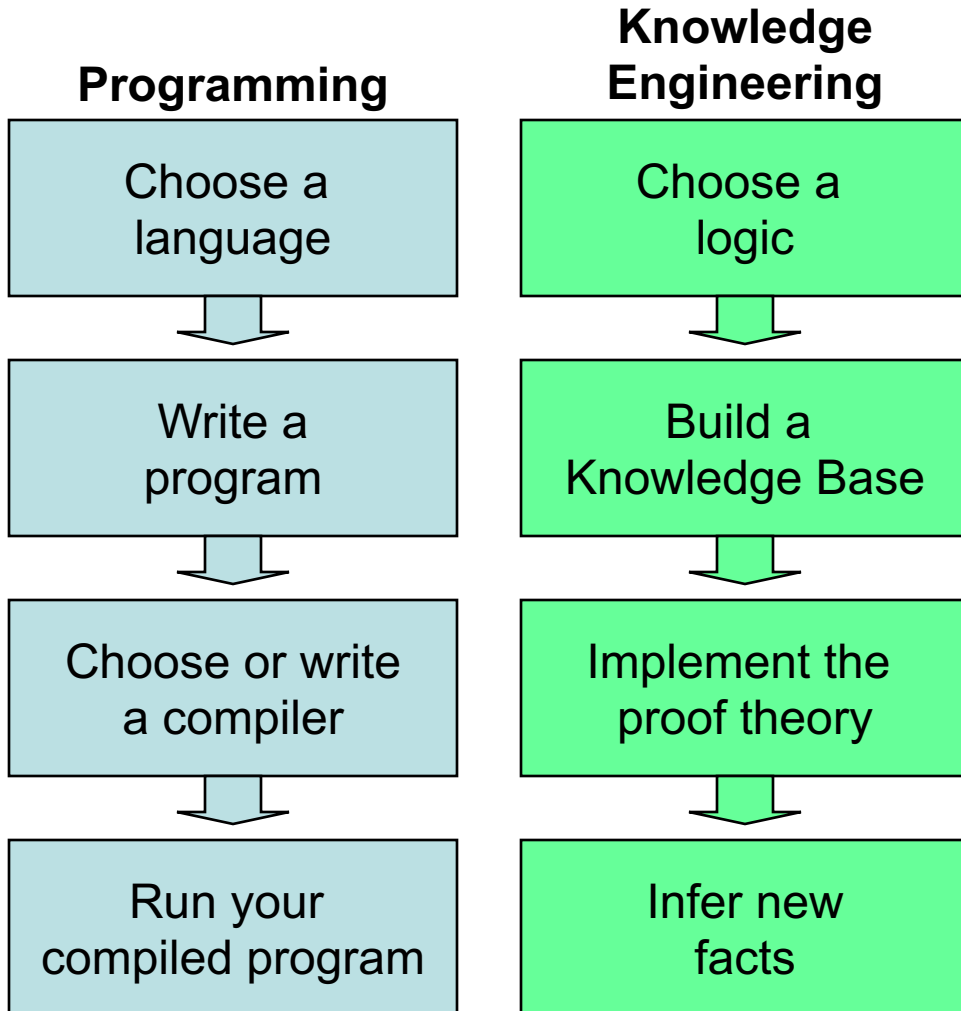 Programming
Choose a
language
Write a
program
Choose or write
a compiler
Run your
compiled program
Knowledge
Engineering
Choose a
logic
Build a
Knowledge Base
Implement the
proof theory
Infer new
facts